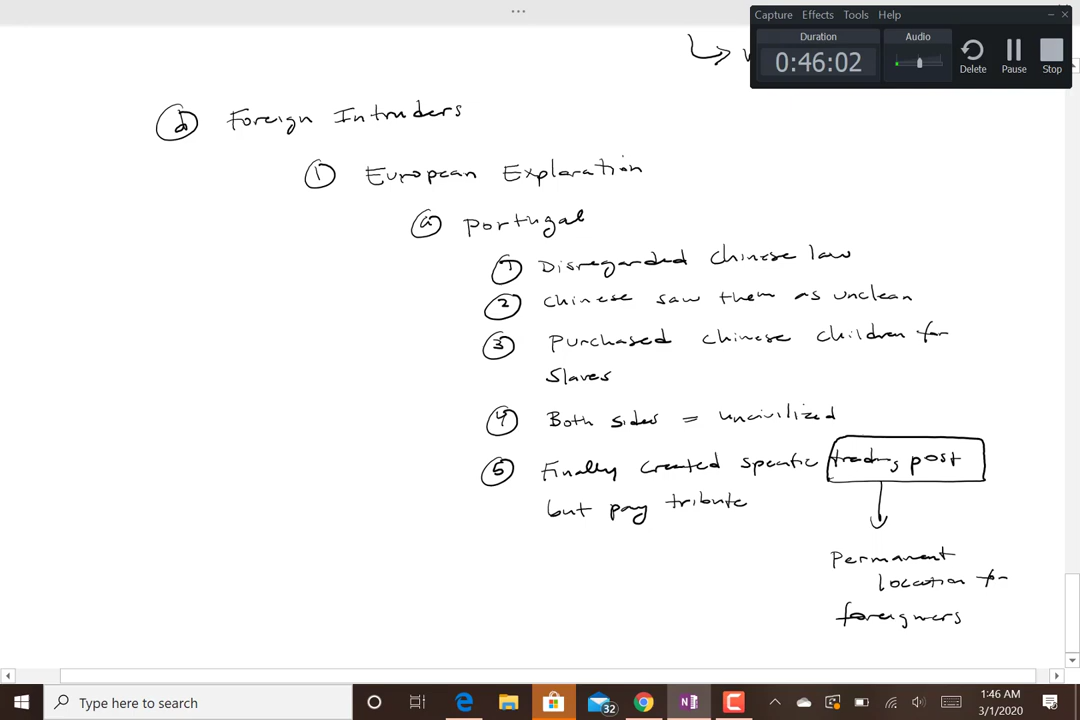 Capture Effects Tools Help
Duration
Audio
0:46:02
Delete Pause Stop
d Foreign Intruders
1 European Exploration
a Portugal
1 Disregarded Chinese law
2 Chinese saw them as unclean
3 Purchased Chinese children for
Slaves
4 Both sides = uncivilized
5 Finally created specific trading post
but pay tribute
Permanent
location for
foreigners
Type here to search
32
1:46 AM
3/1/2020